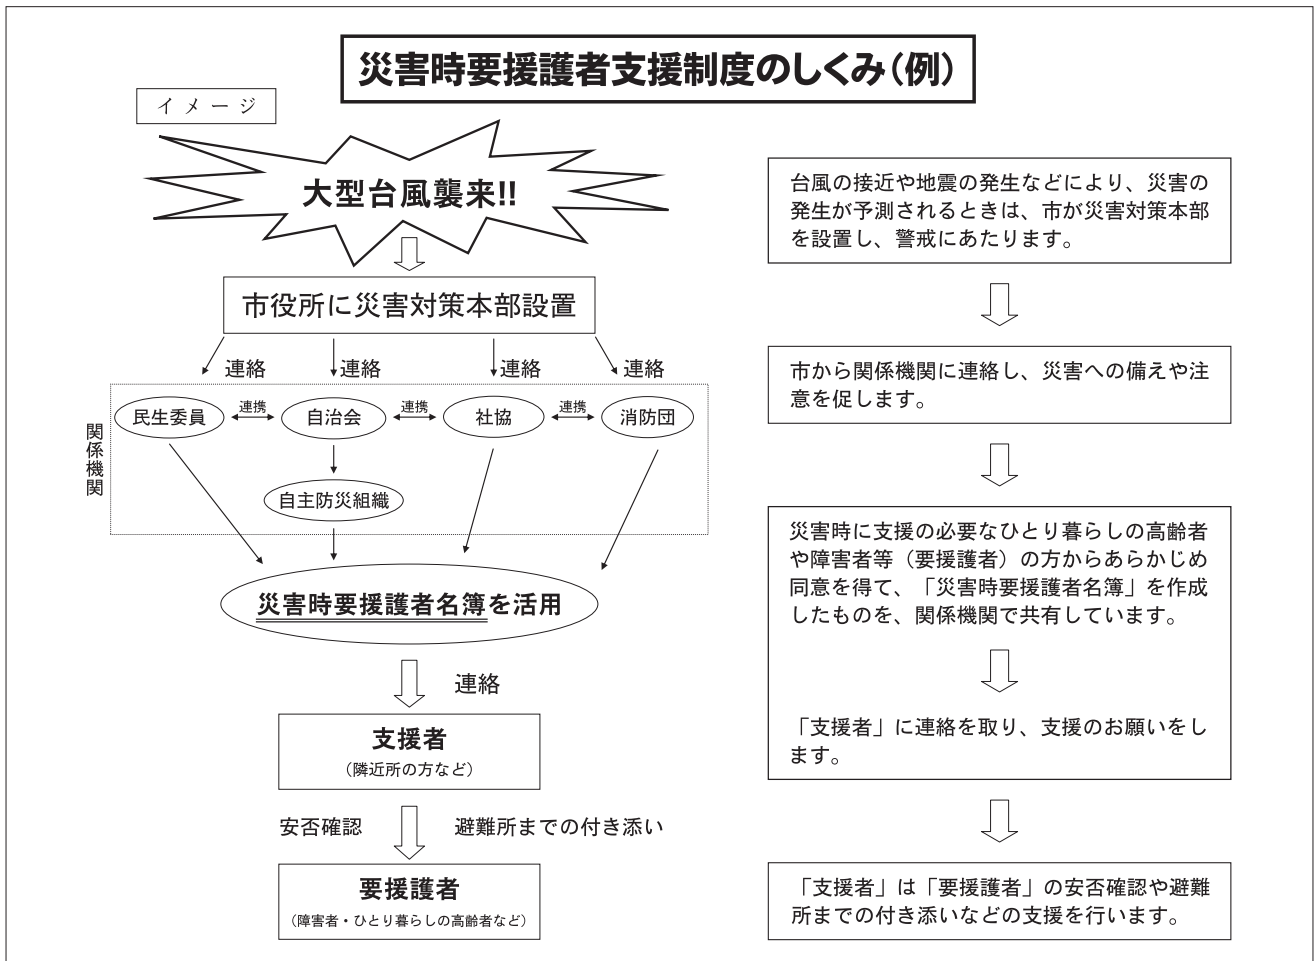 災害時要援護者支援制度のしくみ（例）
イメージ
大型台風襲来!!
市役所に災害対策本部設置
連絡
連絡
連絡
連絡
関係機関
民生委員
連携
自治会
連携
社協
連携
消防団
自主防災組織
災害時要援護者名簿を活用
連絡
支援者
（隣近所の方など）
安否確認
避難所までの付き添い
要援護者
（障害者・ひとり暮らしの高齢者など）
台風の接近や地震の発生などにより、災害の
発生が予測されるときは、市が災害対策本部
を設置し、警戒にあたります。
市から関係機関に連絡し、災害への備えや注
意を促します。
災害時に支援の必要なひとり暮らしの高齢者
や障害者等（要援護者）の方からあらかじめ
同意を得て、「災害時要援護者名簿」を作成
したものを、関係機関で共有しています。
「支援者」に連絡を取り、支援のお願いをし
ます。
「支援者」は「要援護者」の安否確認や避難
所までの付き添いなどの支援を行います。